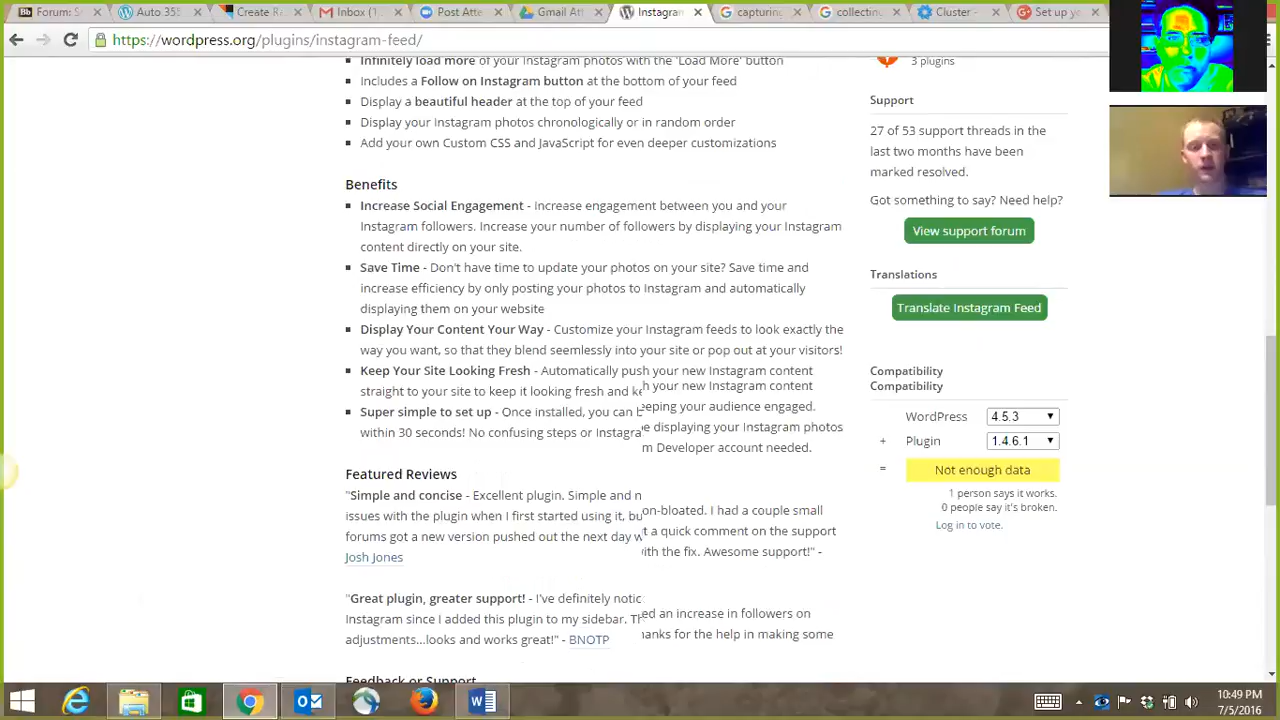 Forum S
Auto 35
Create-R
Inbox (1
Post Atte
Gmail Att
Instagran
capturing
collecting
Cluster -
Set up yo
https://wordpress.org/plugins/instagram-feed/
Infinitely load more of your Instagram photos with the 'Load More' button
Includes a Follow Instagram button at the bottom of your feed
Display a beautiful header at the top of your feed
Display your Instagram photos chronologically or in random order
Add your own Custom CSS and JavaScript for even deeper customizations
Benefits
Increase Social Engagement - Increase engagement between you and your
Instagram followers. Increase your number of followers by displaying your Instagram
content directly on your site.
Save Time - Don't have time to update your photos on your site? Save time and
increase efficiency by only posting your photos to Instagram and automatically
displaying them on your website
Display Your Content Your Way - Customize your Instagram feeds to look exactly the
way you want, so that they blend seemlessly into your site or pop out at your visitors!
Keep Your Site Looking Fresh - Automatically push your new Instagram content
h your new Instagram content
straight to your site to keep it looking fresh and ke
eeping your audience engaged.
Super simple to set up - Once installed, you can b
e displaying your Instagram photos
within 30 seconds! No confusing steps or Instagra
m Developer account needed.
Featured Reviews
"Simple and concise - Excellent plugin. Simple and n
on-bloated. I had a couple small
issues with the plugin when I first started using it, bu
t a quick comment on the support
forums got a new version pushed out the next day w
with the fix. Awesome support!" -
Josh Jones
"Great plugin, greater support! - I've definitely notic
ed an increase in followers on
Instagram since I added this plugin to my sidebar. Th
hanks for the help in making some
adjustments...looks and works great!" - BNOTP
Feedback or Support
3 plugins
Support
27 of 53 support threads in the
last two months have been
marked resolved.
Got something to say? Need help?
View support forum
Translations
Translate Instagram Feed
Compatibility
Compatibility
WordPress 4.5.3
+ Plugin 1.4.6.1
= Not enough data
1 person says it works.
0 people say it's broken.
Log in to vote.
10:49 PM
7/5/2016